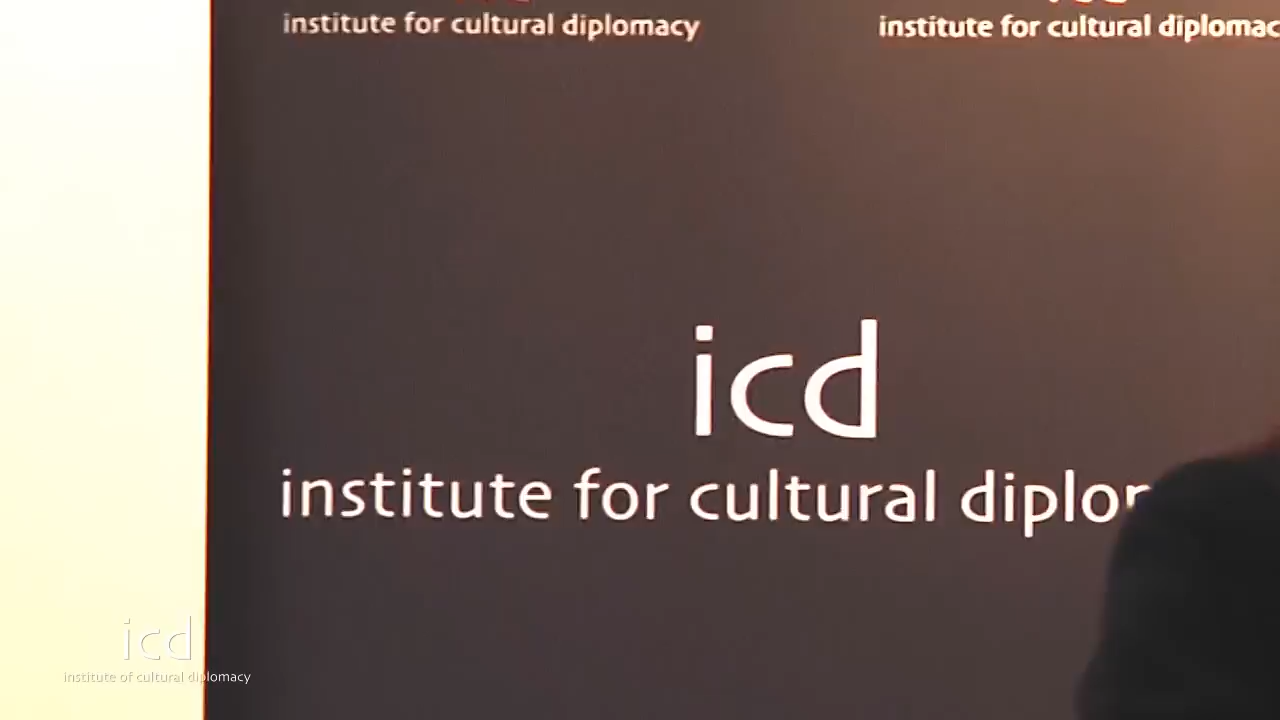 institute for cultural diplomacy
institute for cultural diplomac
icd
institute for cultural diplor
icd
institute of cultural diplomacy